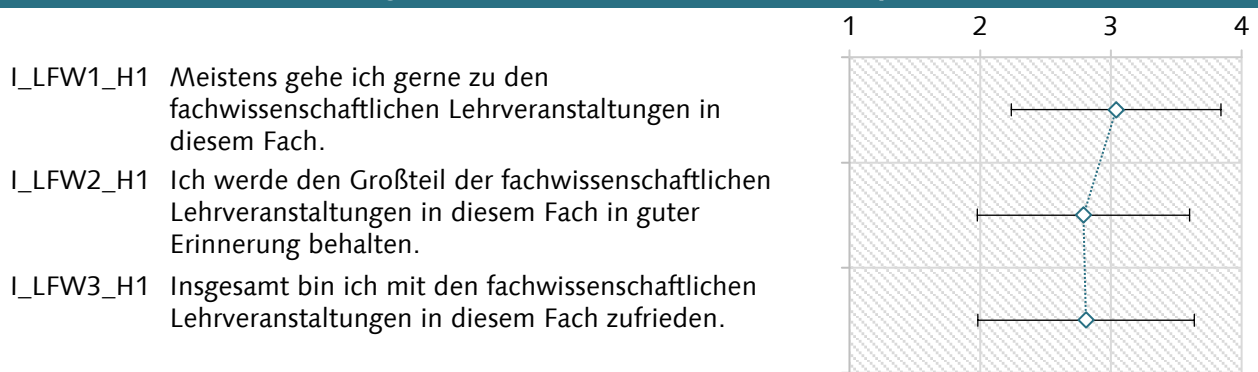 1 2 3 4
I_LFW1_H1 Meistens gehe ich gerne zu den
fachwissenschaftlichen Lehrveranstaltungen in
diesem Fach.
I_LFW2_H1 Ich werde den Großteil der fachwissenschaftlichen
Lehrveranstaltungen in diesem Fach in guter
Erinnerung behalten.
I_LFW3_H1 Insgesamt bin ich mit den fachwissenschaftlichen
Lehrveranstaltungen in diesem Fach zufrieden.